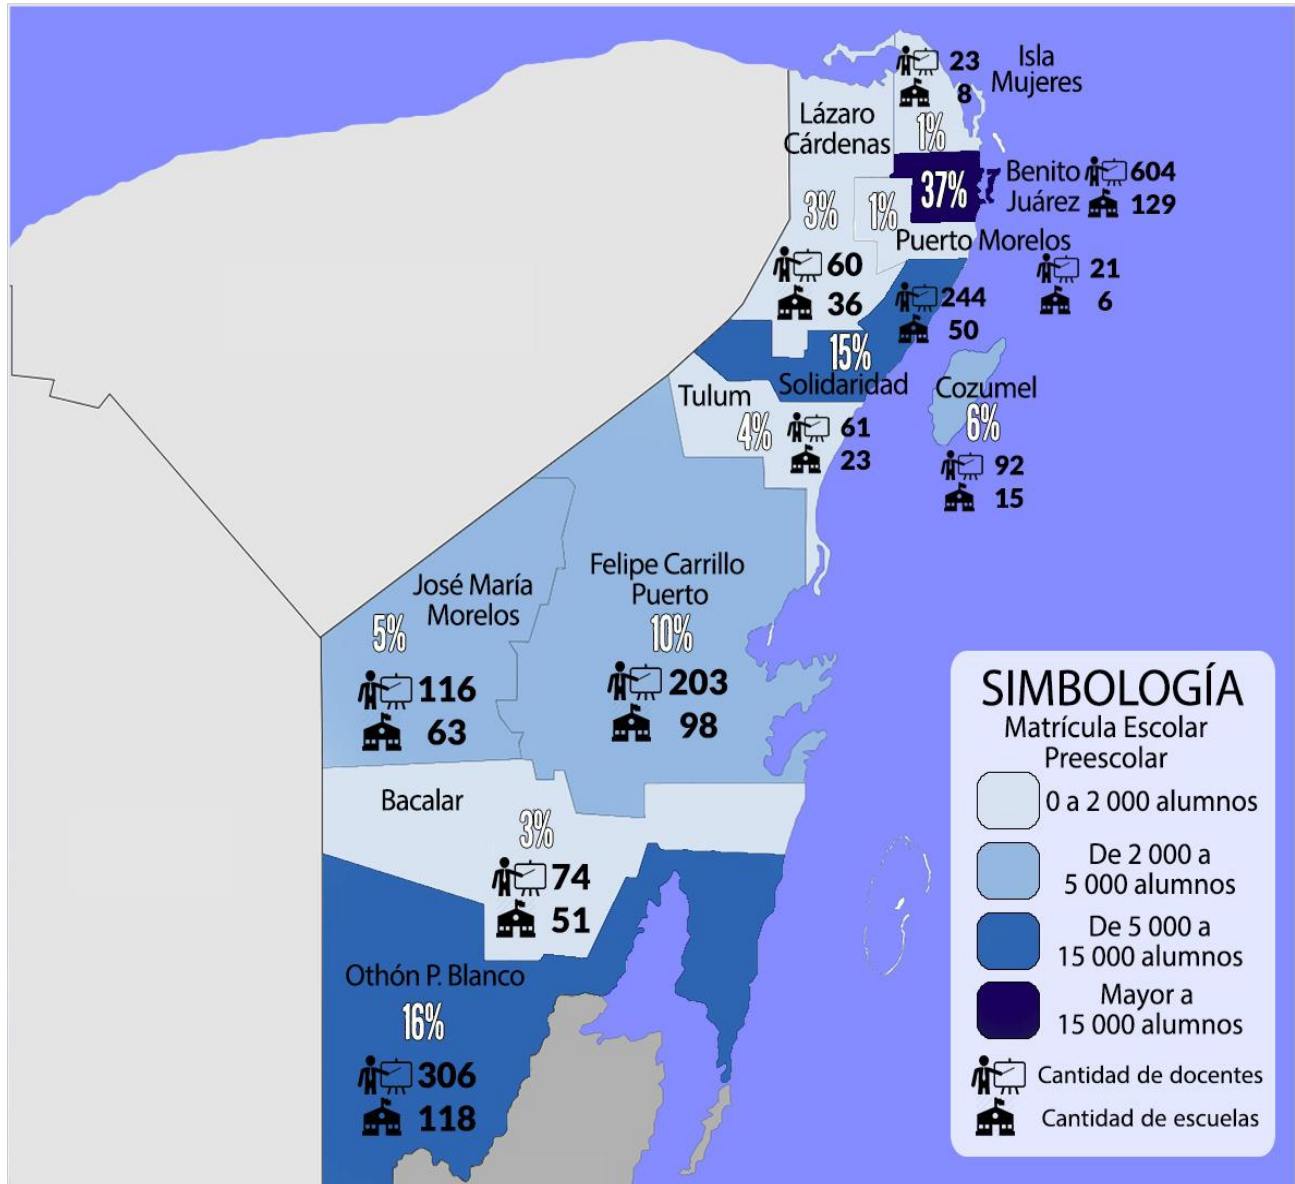 Isla
Mujeres
23
8
1%
Lázaro
Cárdenas
3%
60
36
Benito
Juárez
604
129
37%
1%
Puerto Morelos
21
6
244
50
15%
Solidaridad
Cozumel
6%
92
15
Tulum
4%
61
23
José María
Morelos
5%
116
63
Felipe Carrillo
Puerto
10%
203
98
Bacalar
3%
74
51
Othón P. Blanco
16%
306
118
SIMBOLOGÍA
Matrícula Escolar
Preescolar
0 a 2 000 alumnos
De 2 000 a
5 000 alumnos
De 5 000 a
15 000 alumnos
Mayor a
15 000 alumnos
Cantidad de docentes
Cantidad de escuelas